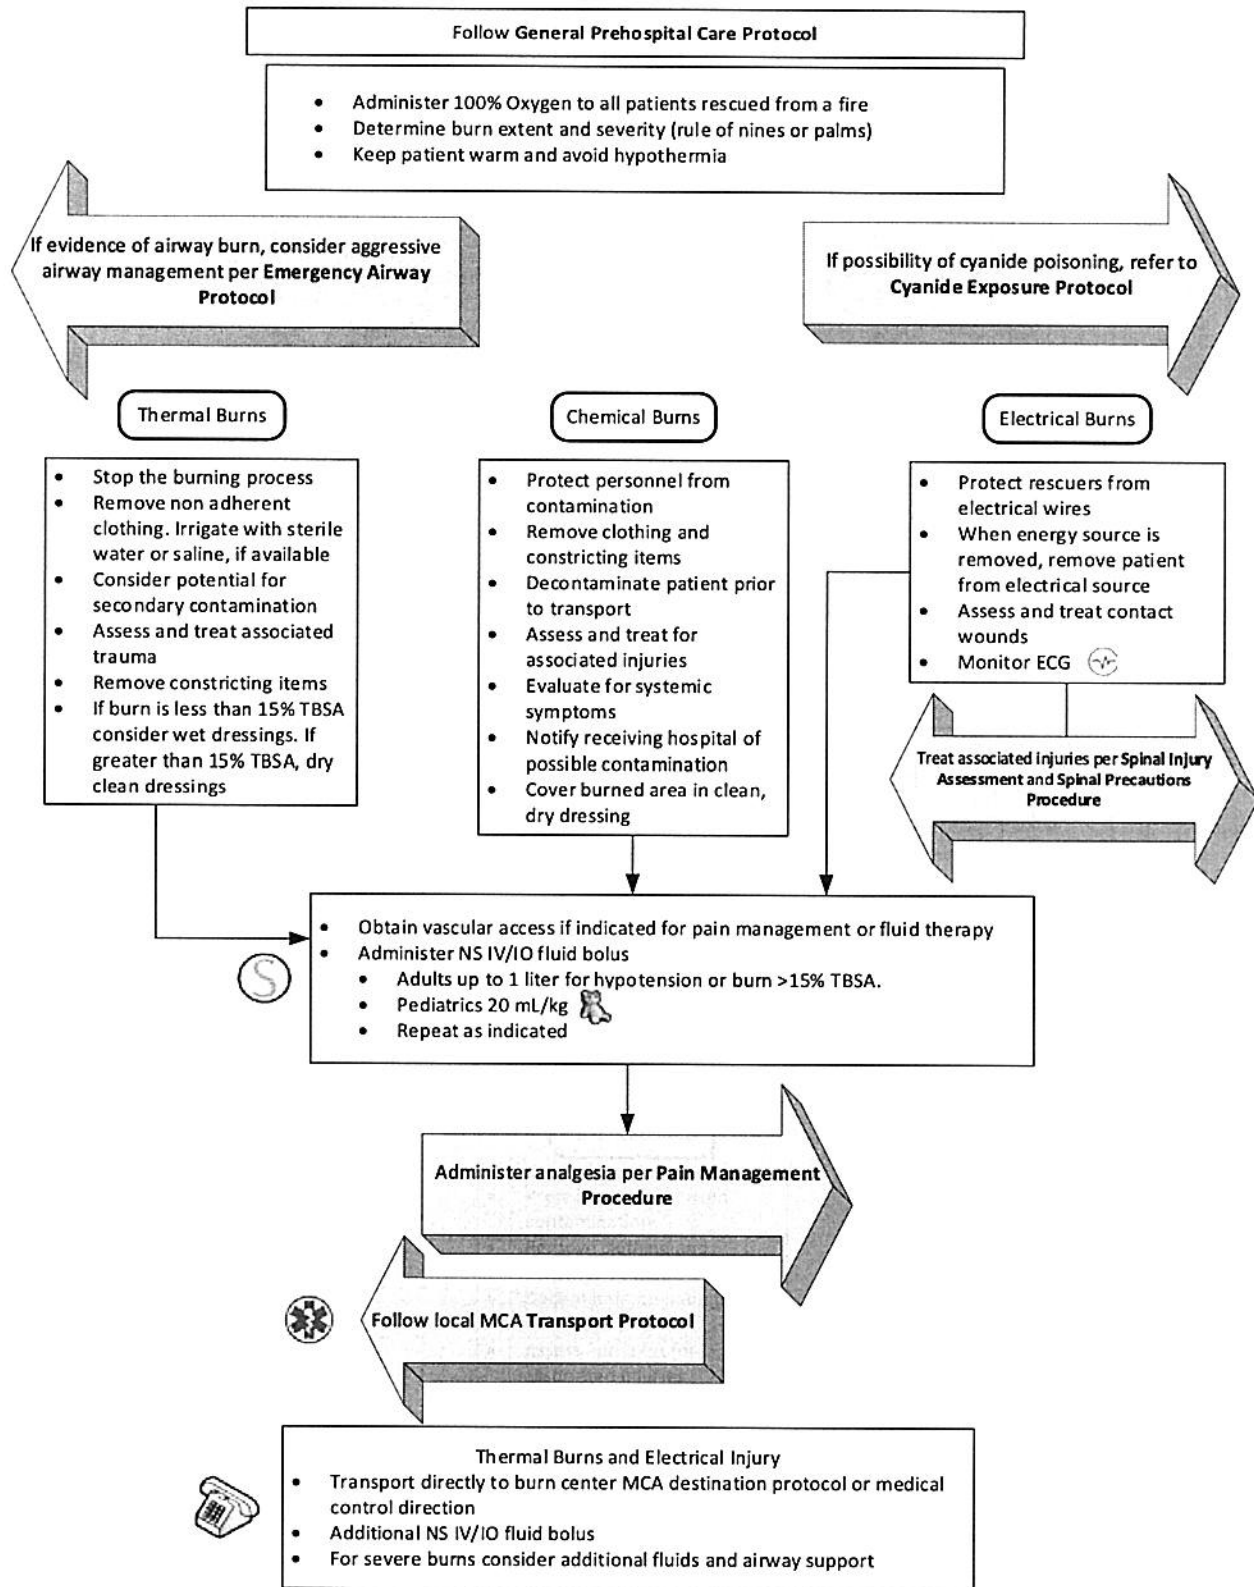 Follow General Prehospital Care Protocol
• Administer 100% Oxygen to all patients rescued from a fire
• Determine burn extent and severity (rule of nines or palms)
• Keep patient warm and avoid hypothermia
If evidence of airway burn, consider aggressive
airway management per Emergency Airway
Protocol
If possibility of cyanide poisoning, refer to
Cyanide Exposure Protocol
Thermal Burns
• Stop the burning process
• Remove non adherent
clothing. Irrigate with sterile
water or saline, if available
• Consider potential for
secondary contamination
• Assess and treat associated
trauma
• Remove constricting items
• If burn is less than 15% TBSA
consider wet dressings. If
greater than 15% TBSA, dry
clean dressings
Chemical Burns
• Protect personnel from
contamination
• Remove clothing and
constricting items
• Decontaminate patient prior
to transport
• Assess and treat for
associated injuries
• Evaluate for systemic
symptoms
• Notify receiving hospital of
possible contamination
• Cover burned area in clean,
dry dressing
Electrical Burns
• Protect rescuers from
electrical wires
• When energy source is
removed, remove patient
from electrical source
• Assess and treat contact
wounds
• Monitor ECG
Treat associated injuries per Spinal Injury
Assessment and Spinal Precautions
Procedure
S
• Obtain vascular access if indicated for pain management or fluid therapy
• Administer NS IV/IO fluid bolus
• Adults up to 1 liter for hypotension or burn >15% TBSA.
• Pediatrics 20 mL/kg
• Repeat as indicated
Administer analgesia per Pain Management
Procedure
Follow local MCA Transport Protocol
Thermal Burns and Electrical Injury
• Transport directly to burn center MCA destination protocol or medical
control direction
• Additional NS IV/IO fluid bolus
• For severe burns consider additional fluids and airway support